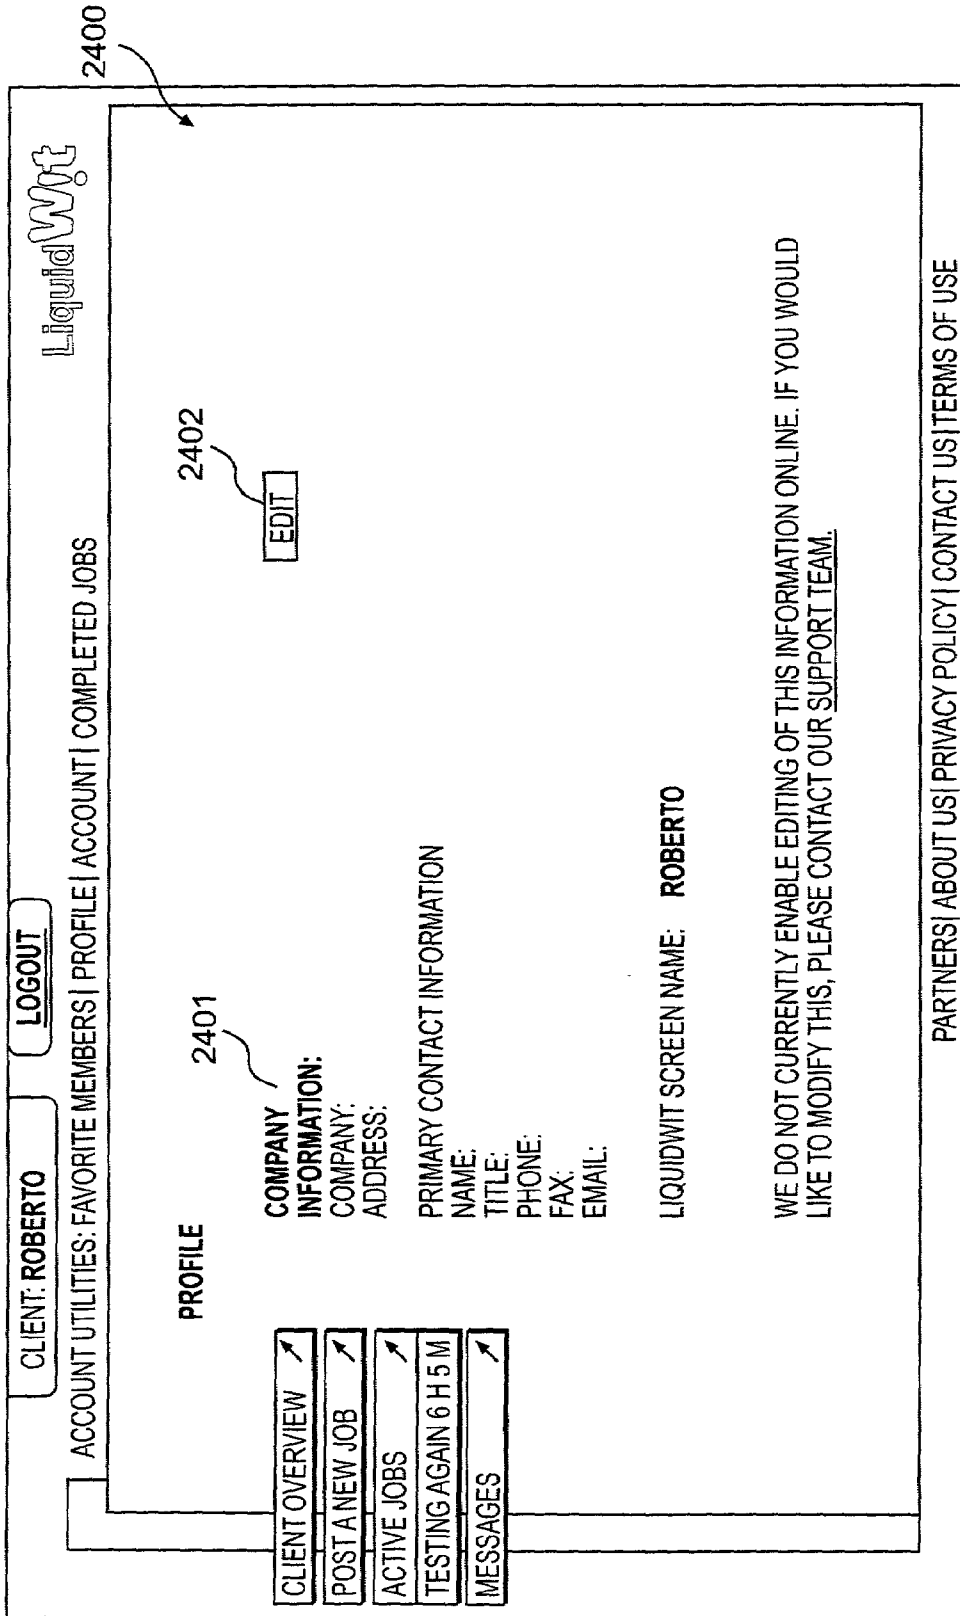 CLIENT: ROBERTO
LOGOUT
LiquidWit
ACCOUNT UTILITIES: FAVORITE MEMBERS| PROFILE| ACCOUNT| COMPLETED JOBS
2400
PROFILE
2401
2402
CLIENT OVERVIEW
POST A NEW JOB
ACTIVE JOBS
TESTING AGAIN 6 H 5 M
MESSAGES
COMPANY
INFORMATION:
COMPANY:
ADDRESS:
EDIT
PRIMARY CONTACT INFORMATION
NAME:
TITLE:
PHONE:
FAX:
EMAIL:
LIQUIDWIT SCREEN NAME: ROBERTO
WE DO NOT CURRENTLY ENABLE EDITING OF THIS INFORMATION ONLINE. IF YOU WOULD
LIKE TO MODIFY THIS, PLEASE CONTACT OUR SUPPORT TEAM.
PARTNERS| ABOUT US| PRIVACY POLICY| CONTACT US|TERMS OF USE